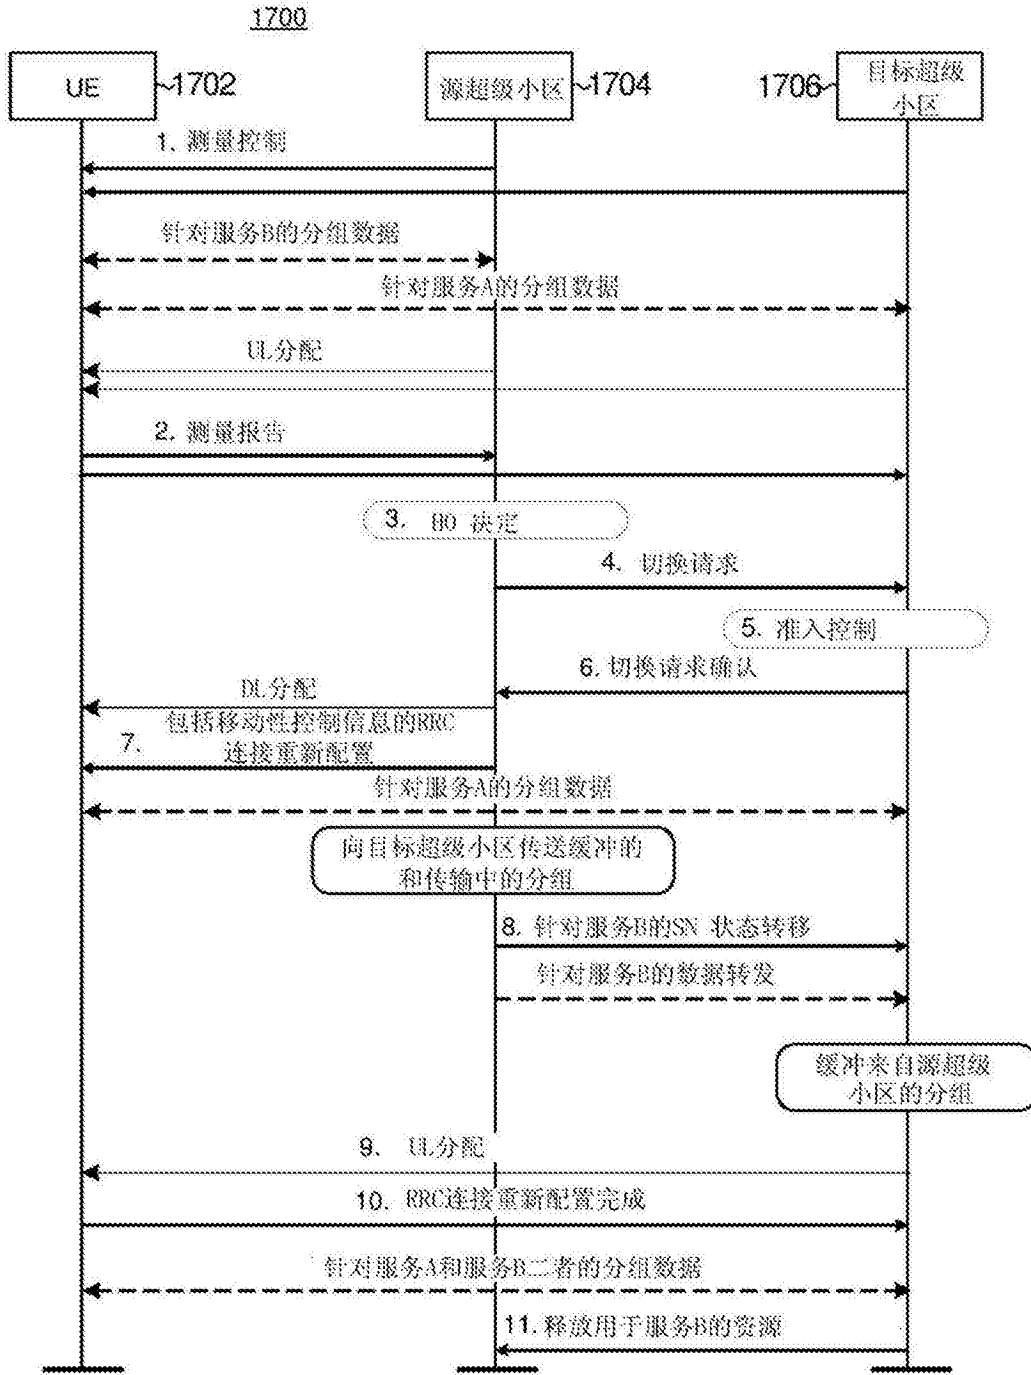 1700
UE
1702
源超级小区
1704
1706
目标超级
小区
1. 测量控制
针对服务B的分组数据
针对服务A的分组数据
UL分配
2. 测量报告
3. HO 决定
4. 切换请求
5. 准入控制
6. 切换请求确认
DL分配
7. 包括移动性控制信息的RRC
连接重新配置
针对服务A的分组数据
向目标超级小区传送缓冲的
和传输中的分组
8. 针对服务B的SN 状态转移
针对服务B的数据转发
缓冲来自源超级
小区的分组
9. UL分配
10. RRC连接重新配置完成
针对服务A和服务B二者的分组数据
11. 释放用于服务B的资源